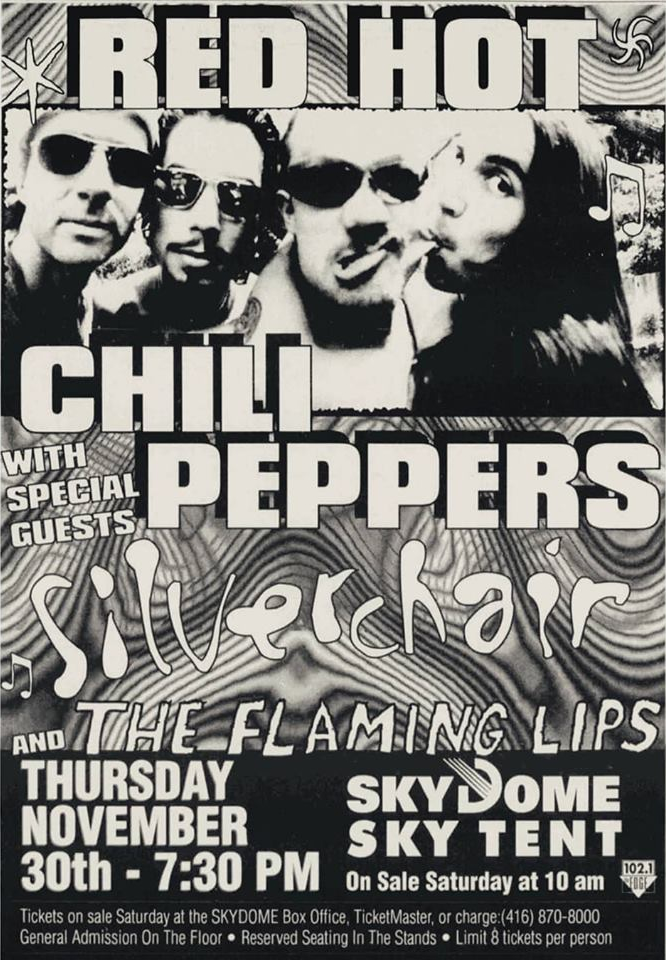 RED HOT
CHILI
PEPPERS
WITH
SPECIAL
GUESTS
silverchair
AND THE FLAMING LIPS
THURSDAY
NOVEMBER
30th - 7:30 PM
SKYDOME
SKY TENT
On Sale Saturday at 10 am
102.1
EDGE
Tickets on sale Saturday at the SKYDOME Box Office, TicketMaster, or charge:(416) 870-8000
General Admission On The Floor • Reserved Seating In The Stands • Limit 8 tickets per person